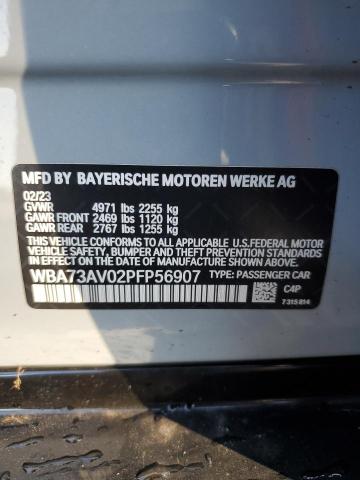 MFD BY BAYERISCHE MOTOREN WERKE AG
02/23
GVWR 4971 lbs 2255 kg
GAWR FRONT 2469 lbs 1120 kg
GAWR REAR 2767 lbs 1255 kg
THIS VEHICLE CONFORMS TO ALL APPLICABLE U.S. FEDERAL MOTOR
VEHICLE SAFETY, BUMPER, AND THEFT PREVENTION STANDARDS
IN EFFECT ON THE DATE OF MANUFACTURE SHOWN ABOVE.
WBA73AV02PFP56907 TYPE: PASSENGER CAR
C4P
7315814